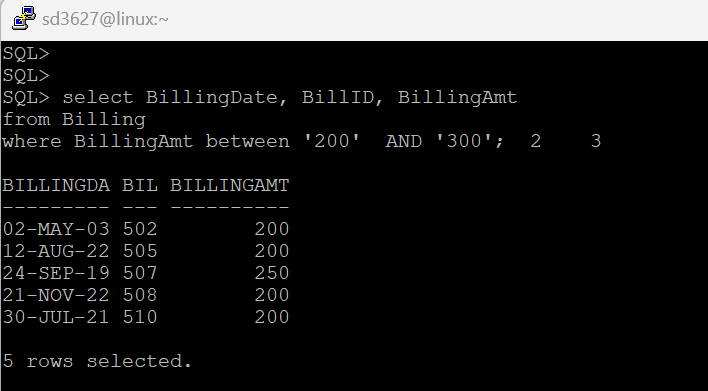 sd3627@linux:~
SQL>
SQL>
SQL> select BillingDate, BillID, BillingAmt
from Billing
where BillingAmt between '200'  AND '300';  2    3

BILLINGDA BIL BILLINGAMT
--------- --- ----------
02-MAY-03 502        200
12-AUG-22 505        200
24-SEP-19 507        250
21-NOV-22 508        200
30-JUL-21 510        200

5 rows selected.